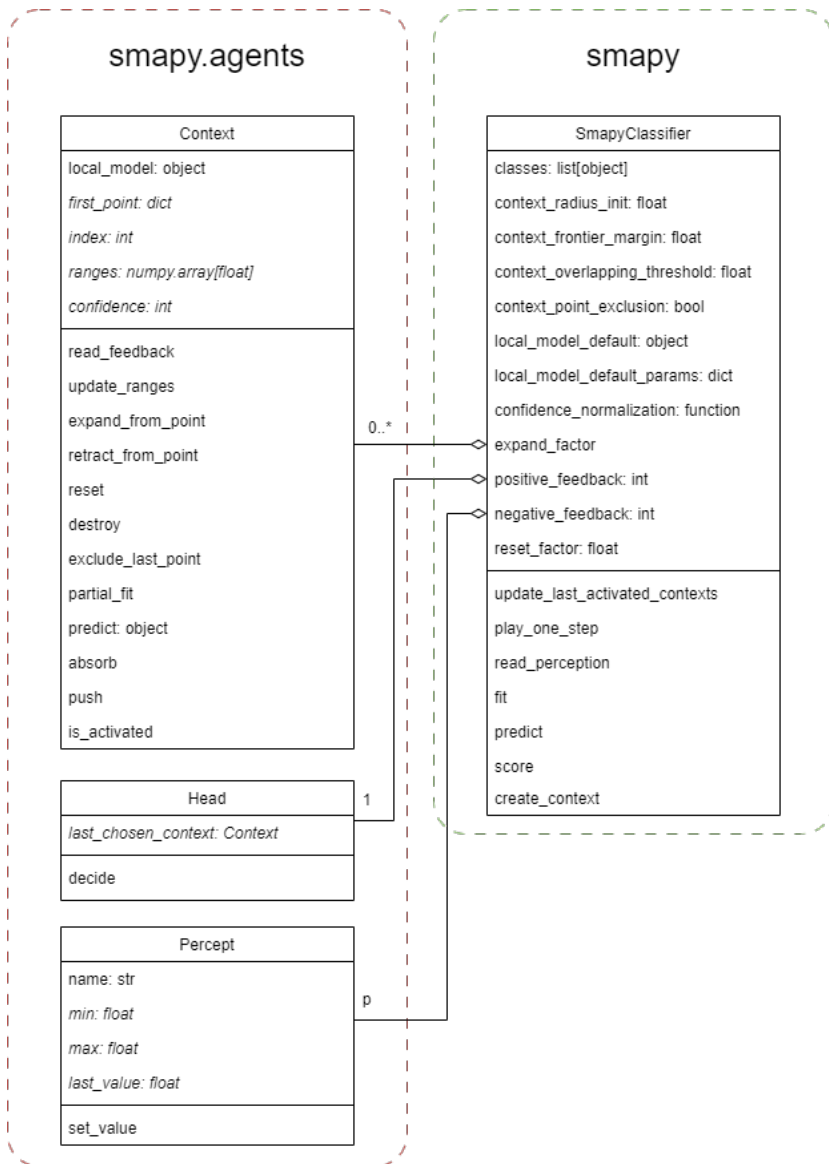 smapy.agents
Context
local_model: object
first_point: dict
index: int
ranges: numpy.array[float]
confidence: int
read_feedback
update_ranges
expand_from_point
retract_from_point
reset
destroy
exclude_last_point
partial_fit
predict: object
absorb
push
is_activated
0..*
Head
last_chosen_context: Context
decide
1
Percept
name: str
min: float
max: float
last_value: float
set_value
p
smapy
SmapyClassifier
classes: list[object]
context_radius_init: float
context_frontier_margin: float
context_overlapping_threshold: float
context_point_exclusion: bool
local_model_default: object
local_model_default_params: dict
confidence_normalization: function
expand_factor
positive_feedback: int
negative_feedback: int
reset_factor: float
update_last_activated_contexts
play_one_step
read_perception
fit
predict
score
create_context